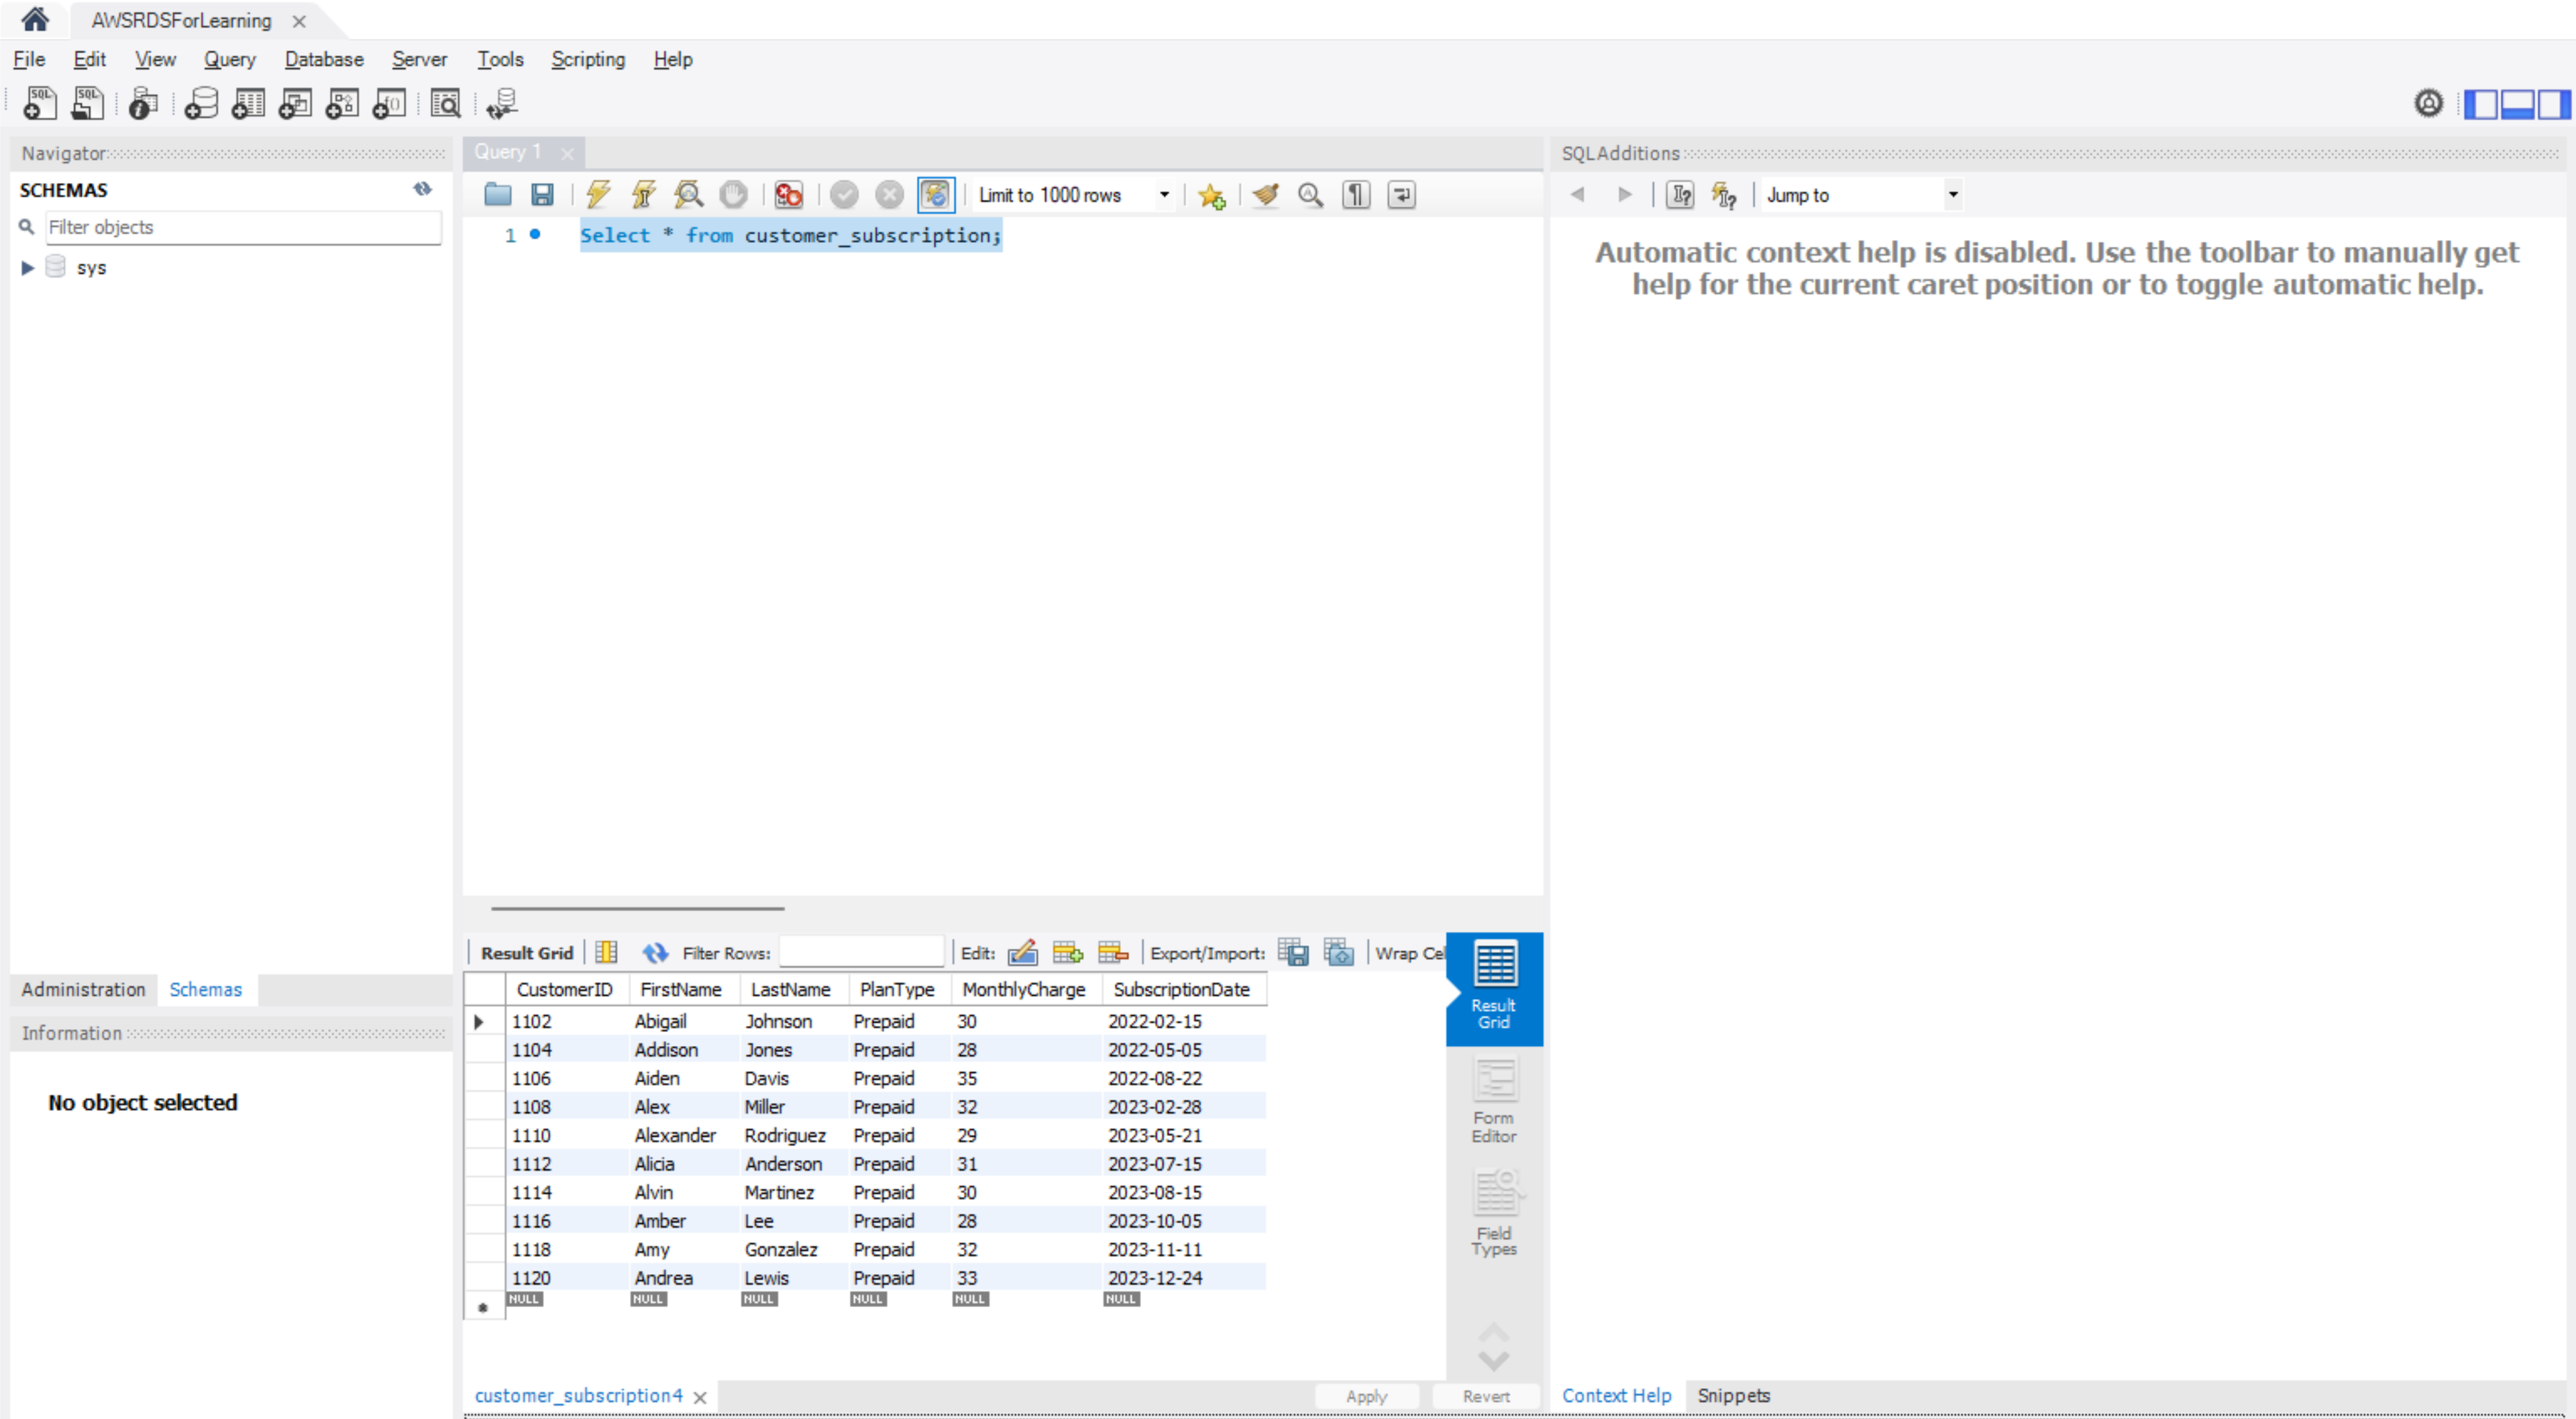 AWSRDSForLearning
File Edit View Query Database Server Tools Scripting Help
Navigator
SCHEMAS
Filter objects
sys
Administration Schemas
Information
No object selected
Query 1
Limit to 1000 rows
1 Select * from customer_subscription;
Result Grid Filter Rows: Edit: Export/Import: Wrap Cel
CustomerID FirstName LastName PlanType MonthlyCharge SubscriptionDate
1102 Abigail Johnson Prepaid 30 2022-02-15
1104 Addison Jones Prepaid 28 2022-05-05
1106 Aiden Davis Prepaid 35 2022-08-22
1108 Alex Miller Prepaid 32 2023-02-28
1110 Alexander Rodriguez Prepaid 29 2023-05-21
1112 Alicia Anderson Prepaid 31 2023-07-15
1114 Alvin Martinez Prepaid 30 2023-08-15
1116 Amber Lee Prepaid 28 2023-10-05
1118 Amy Gonzalez Prepaid 32 2023-11-11
1120 Andrea Lewis Prepaid 33 2023-12-24
NULL NULL NULL NULL NULL NULL
Result
Grid
Form
Editor
Field
Types
customer_subscription4 Apply Revert
SQLAdditions
Jump to
Automatic context help is disabled. Use the toolbar to manually get
help for the current caret position or to toggle automatic help.
Context Help Snippets